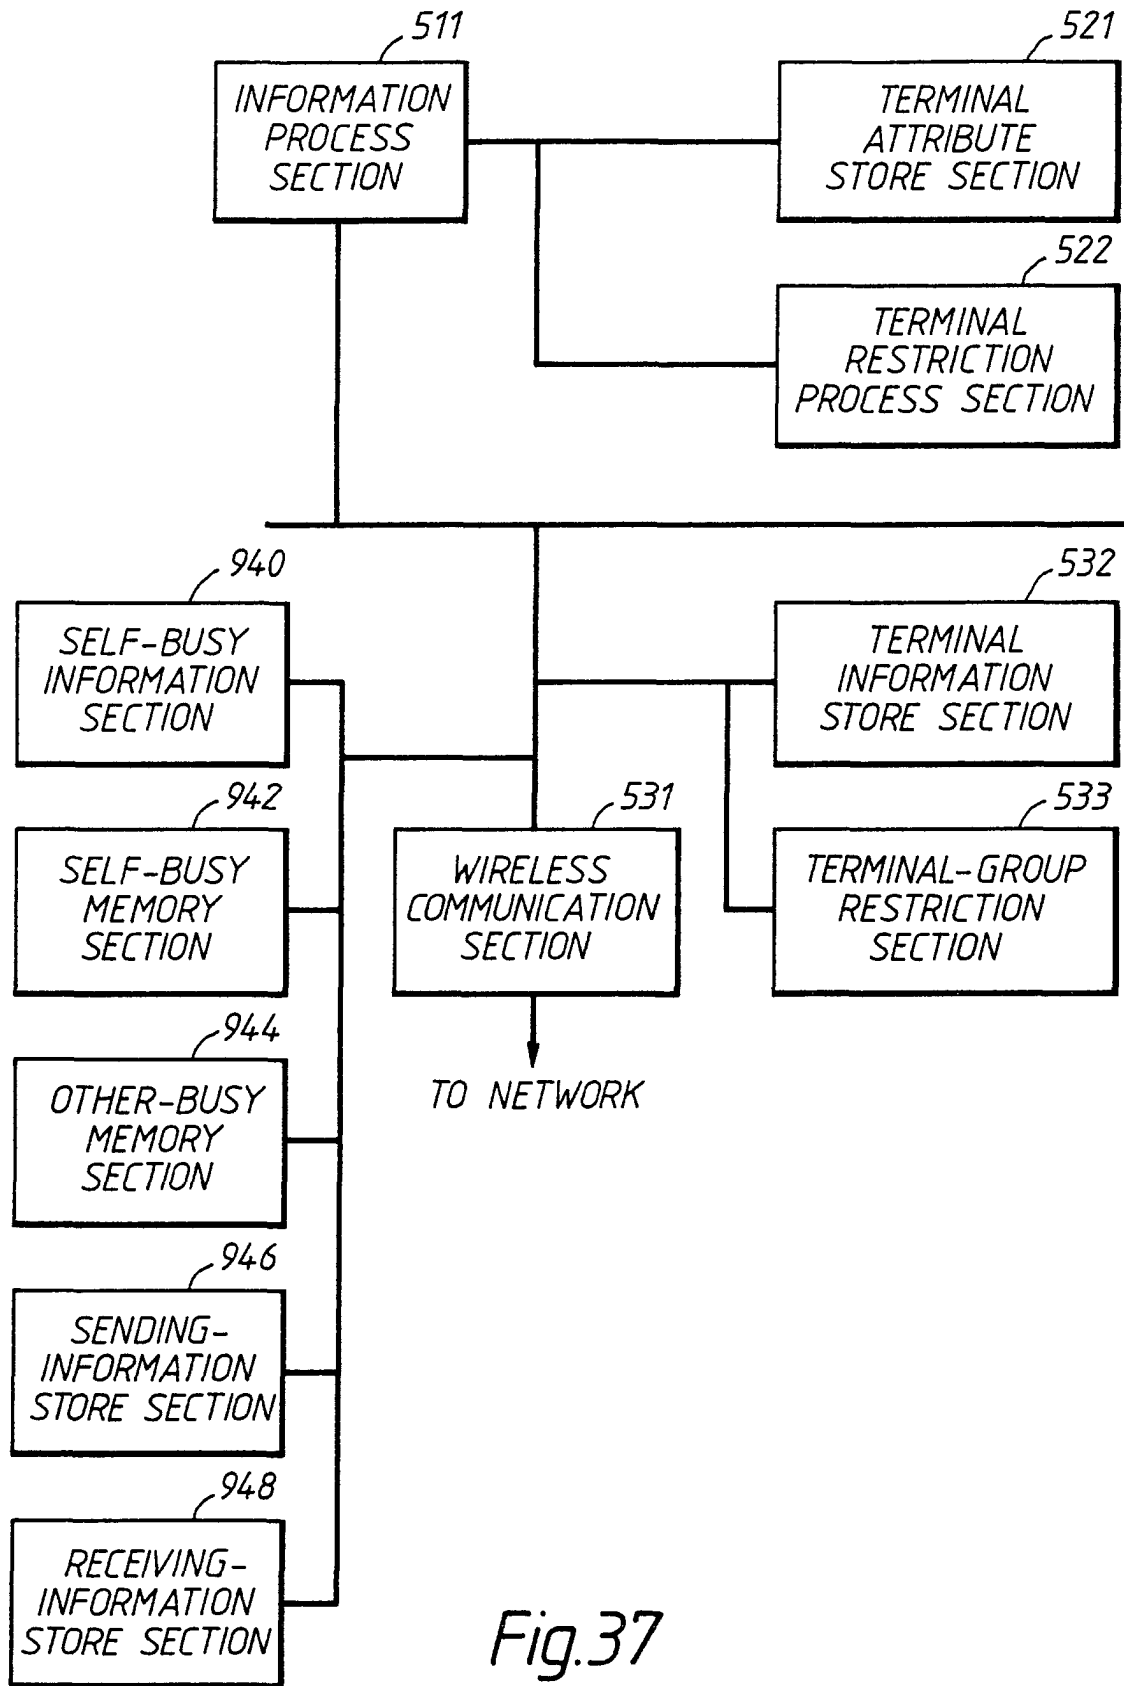 511
INFORMATION
PROCESS
SECTION
521
TERMINAL
ATTRIBUTE
STORE SECTION
522
TERMINAL
RESTRICTION
PROCESS SECTION
940
SELF-BUSY
INFORMATION
SECTION
532
TERMINAL
INFORMATION
STORE SECTION
942
SELF-BUSY
MEMORY
SECTION
531
WIRELESS
COMMUNICATION
SECTION
533
TERMINAL-GROUP
RESTRICTION
SECTION
944
OTHER-BUSY
MEMORY
SECTION
TO NETWORK
946
SENDING-
INFORMATION
STORE SECTION
948
RECEIVING-
INFORMATION
STORE SECTION
Fig.37